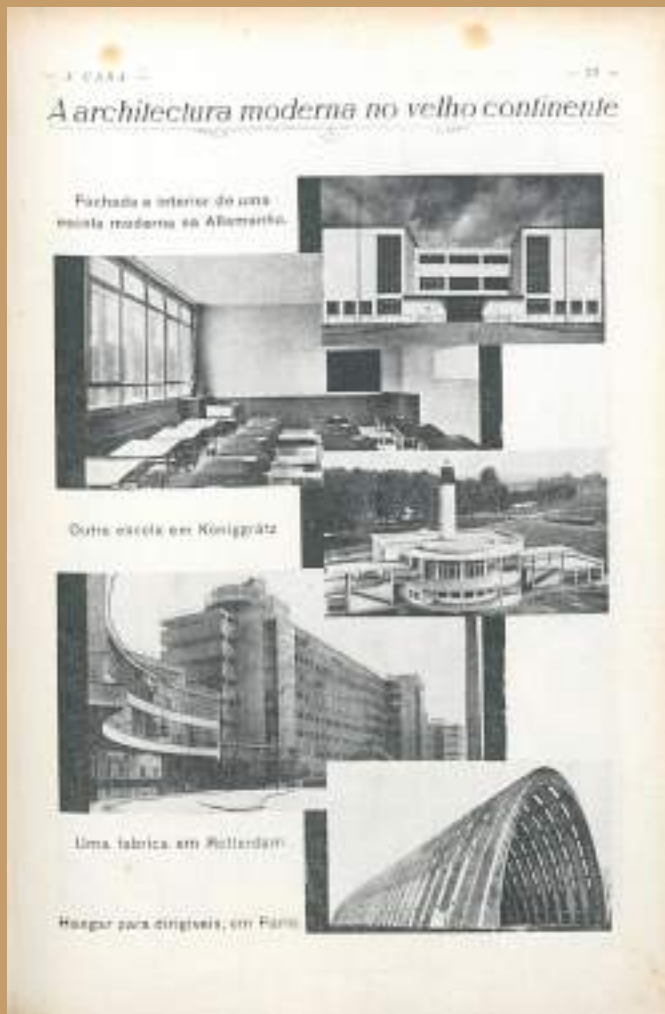 — A CASA —
A architectura moderna no velho continente
Fachada e interior de uma
escola moderna na Allemanha.
Outra escola em Königgrätz
Uma fabrica em Rotterdam
Hangar para dirigiveis, em Paris